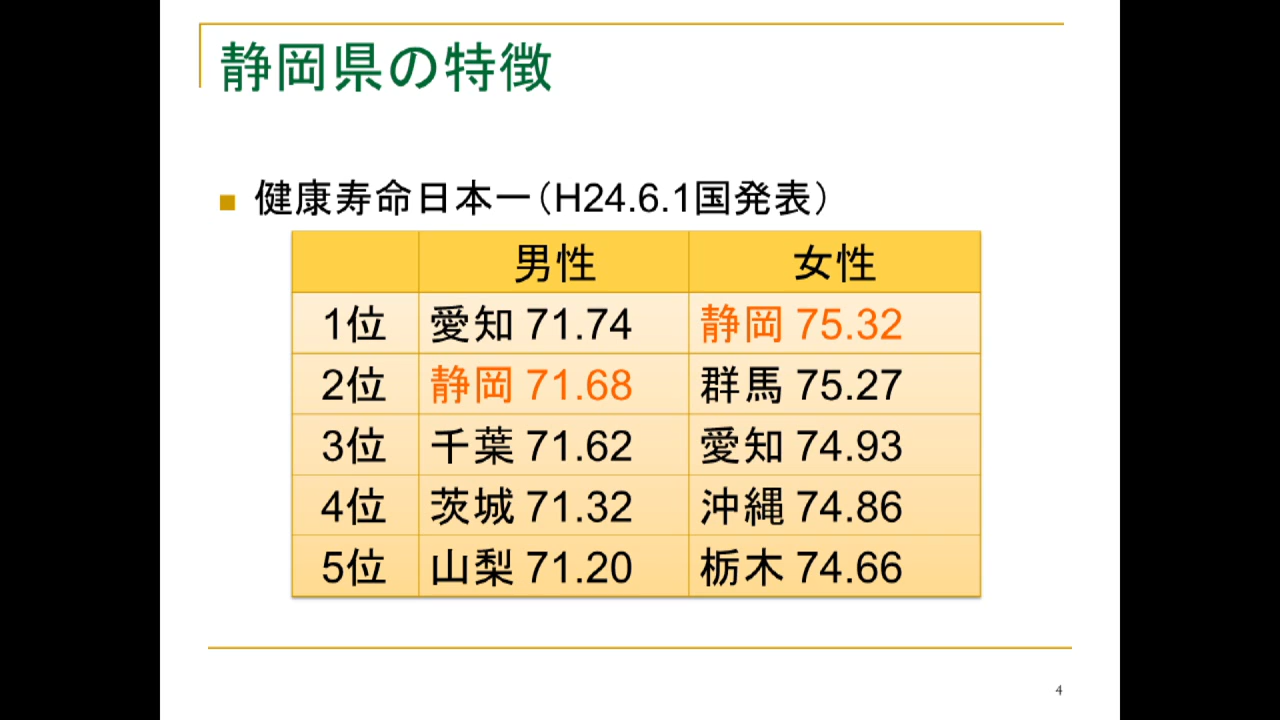 静岡県の特徴
健康寿命日本一（H24.6.1国発表）
男性 女性
1位 愛知 71.74 静岡 75.32
2位 静岡 71.68 群馬 75.27
3位 千葉 71.62 愛知 74.93
4位 茨城 71.32 沖縄 74.86
5位 山梨 71.20 栃木 74.66
4